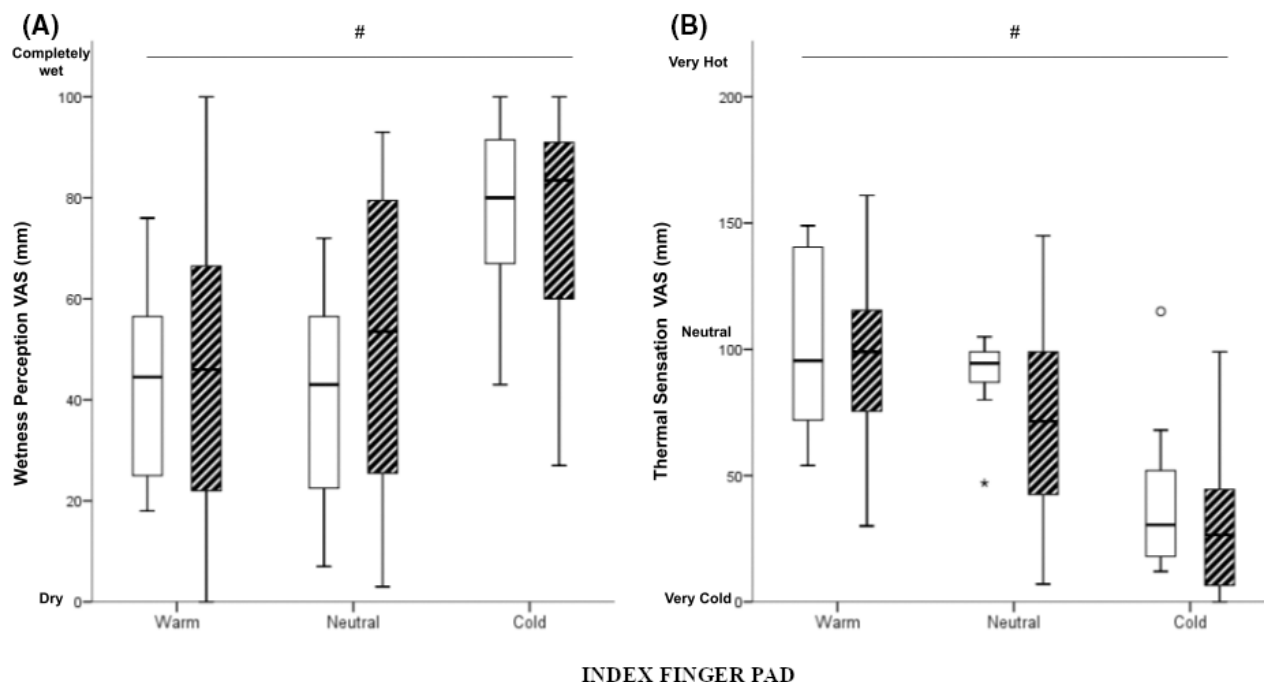 (A)
#
Completely
wet
100
80
60
40
20
Dry 0
Wetness Perception VAS (mm)
Warm Neutral Cold
(B)
#
Very Hot
200
150
Neutral
100
50
Very Cold 0
Thermal Sensation VAS (mm)
*
Warm Neutral Cold
INDEX FINGER PAD